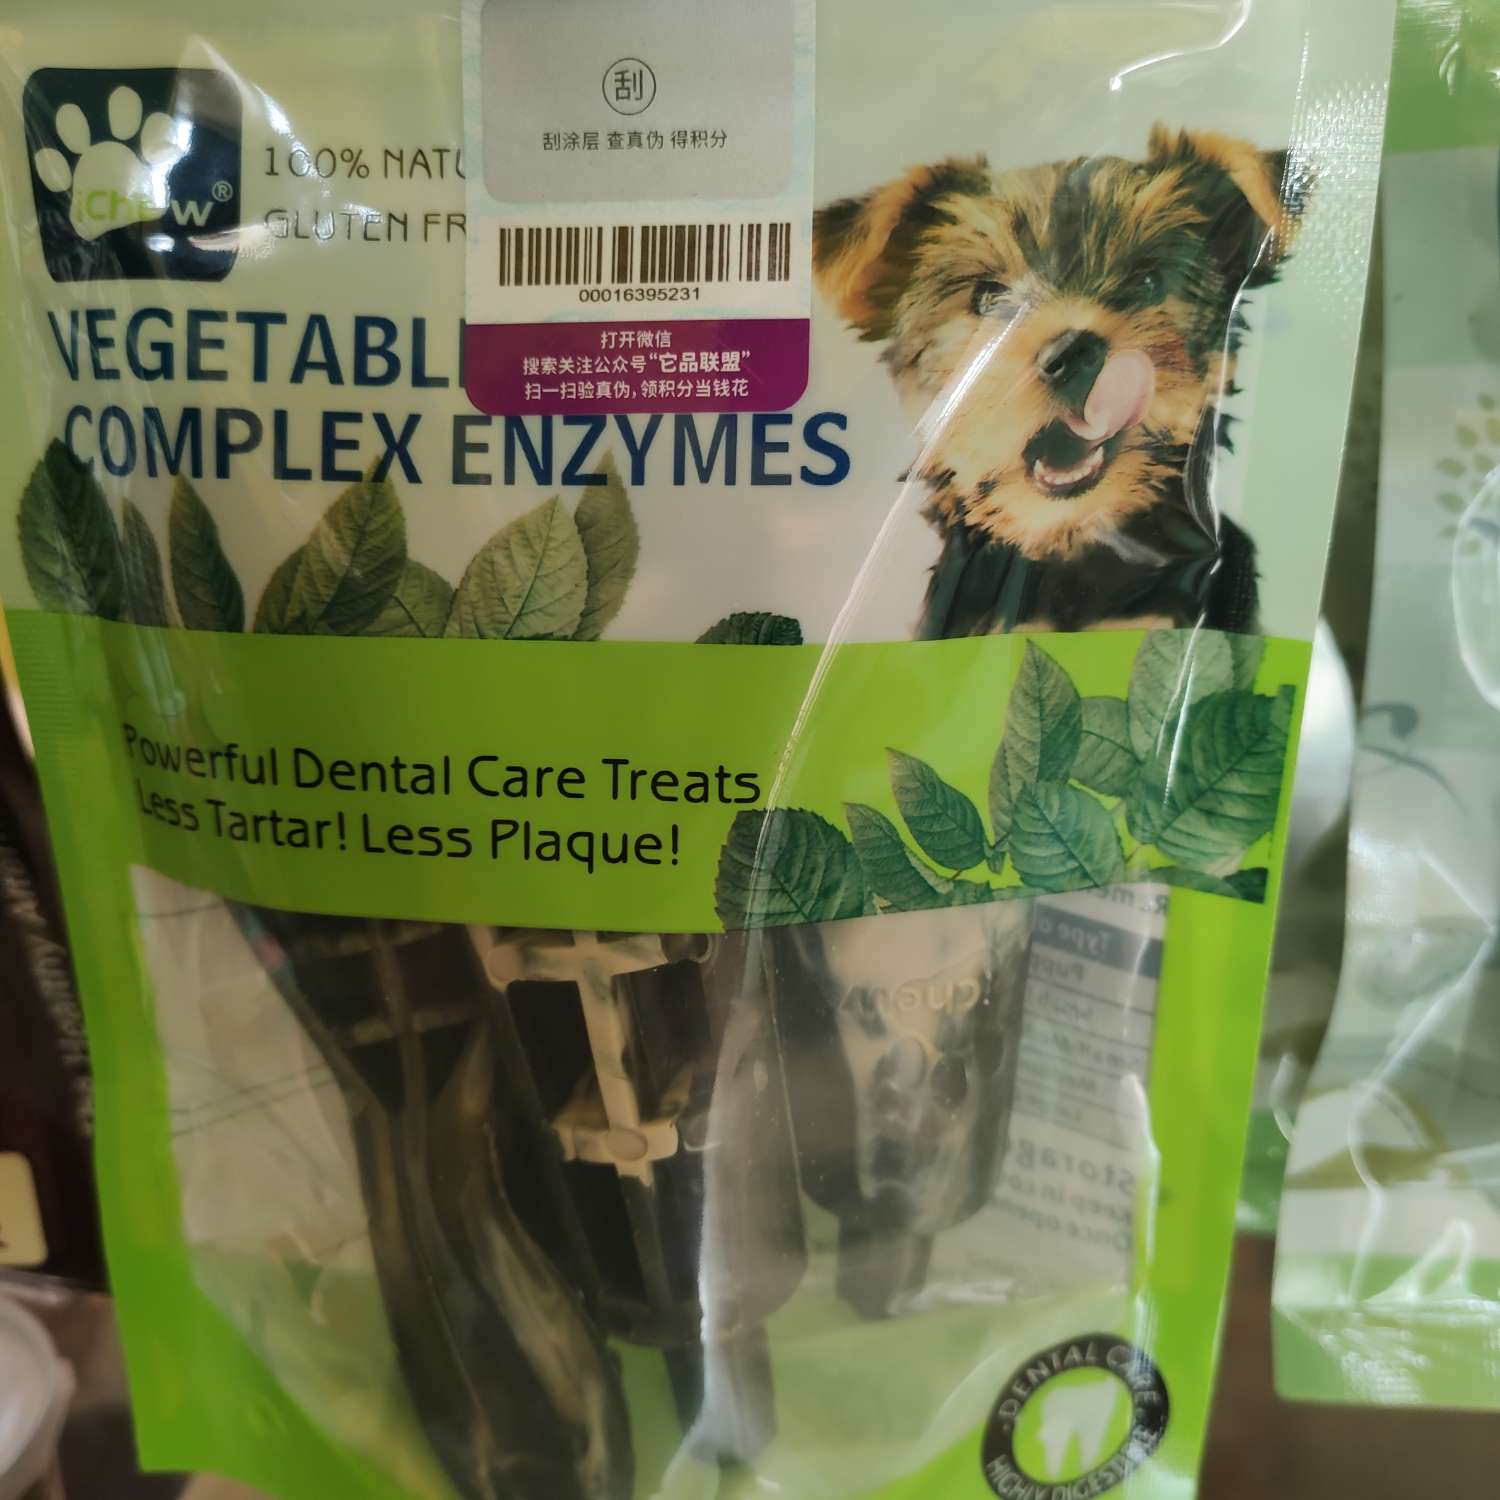 刮
刮涂层 查真伪 得积分
iChew®
100% NATU
GLUTEN FR
00016395231
打开微信
搜索关注公众号“它品联盟”
扫一扫验真伪，领积分当钱花
VEGETABL
COMPLEX ENZYMES
Powerful Dental Care Treats
Less Tartar! Less Plaque!
DENTAL CARE
HIGHLY DIGEST